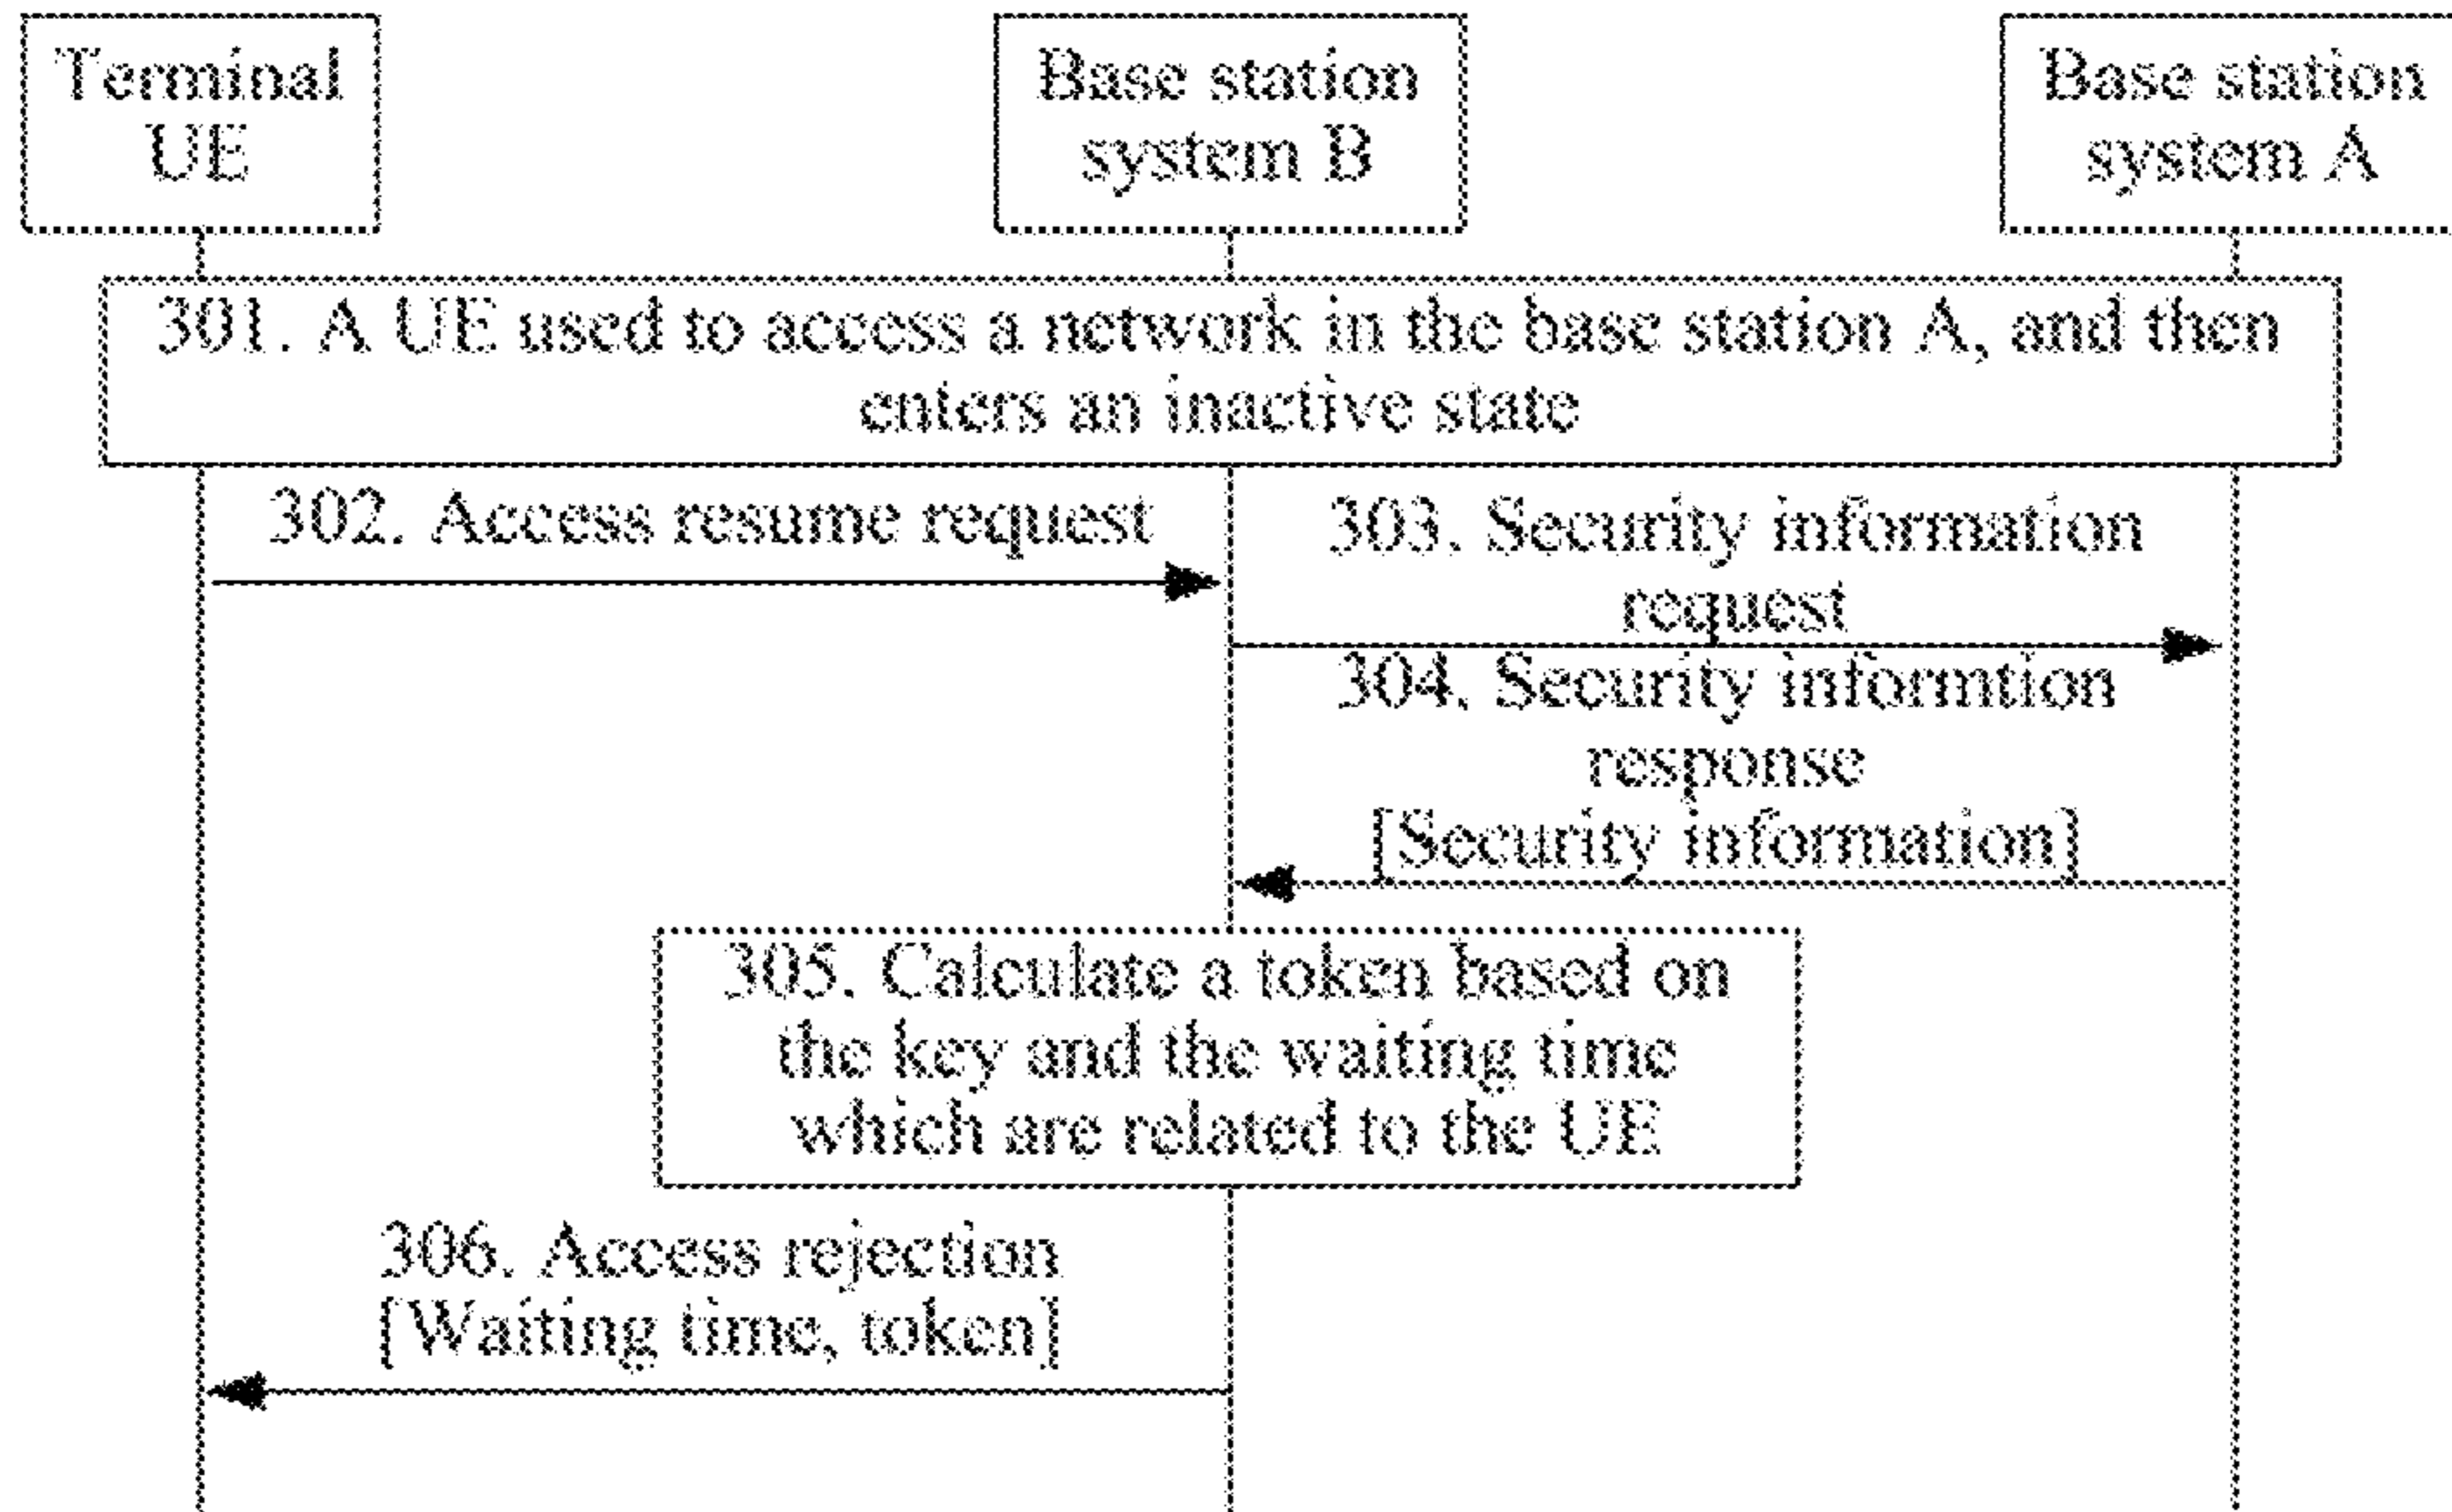 Terminal
UE
Base station
system B
Base station
system A
301. A UE used to access a network in the base station A, and then
enters an inactive state
302. Access resume request
303. Security information
request
304. Security informtion
response
[Security information]
305. Calculate a token based on
the key and the waiting time
which are related to the UE
306. Access rejection
[Waiting time, token]